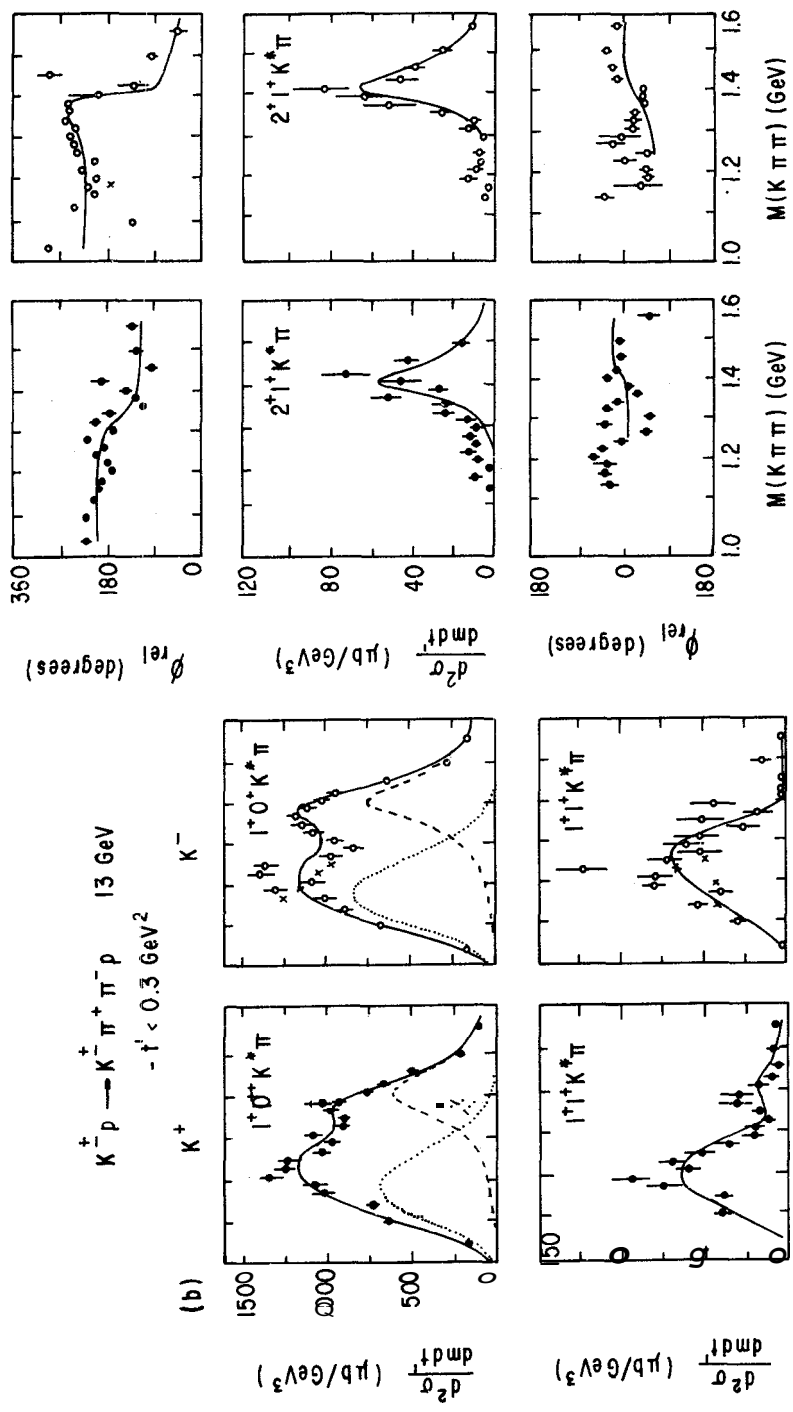 K±p → K±π+π-p 13 GeV
-t' < 0.3 GeV²
(b)
K+
K-
1+0+K*π
1+0+K*π
1500
1000
500
0
d²σ/dmdt' (μb/GeV³)
1+1+K*π
1+1+K*π
150
0
5
0
d²σ/dmdt' (μb/GeV³)
360
180
0
ϕrel (degrees)
2+1+K*π
2+1+K*π
120
80
40
0
d²σ/dmdt' (μb/GeV³)
180
0
180
ϕrel (degrees)
1.0 1.2 1.4 1.6
1.0 1.2 1.4 1.6
M(Kππ) (GeV)
M(Kππ) (GeV)